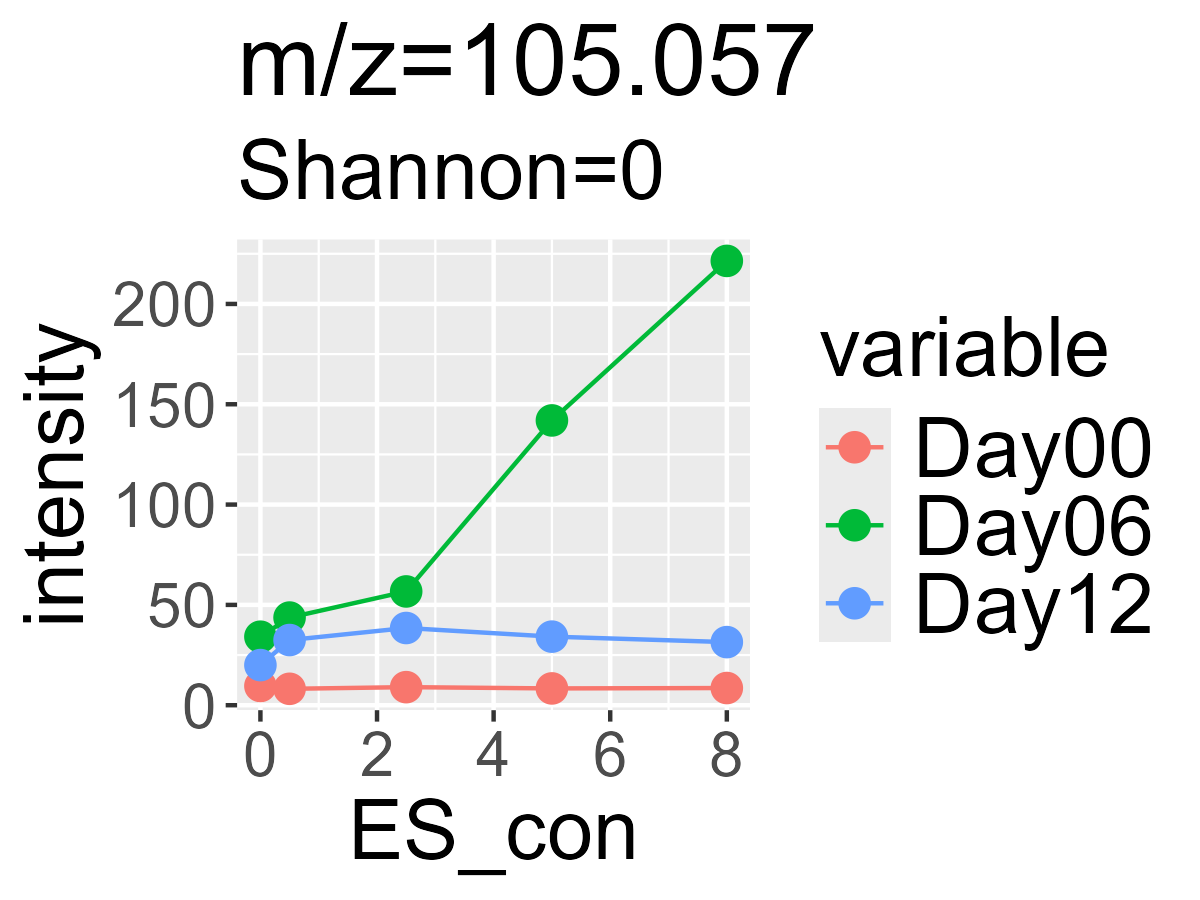 m/z=105.057
Shannon=0
intensity
200
150
100
50
0
0 2 4 6 8
ES_con
variable
Day00
Day06
Day12